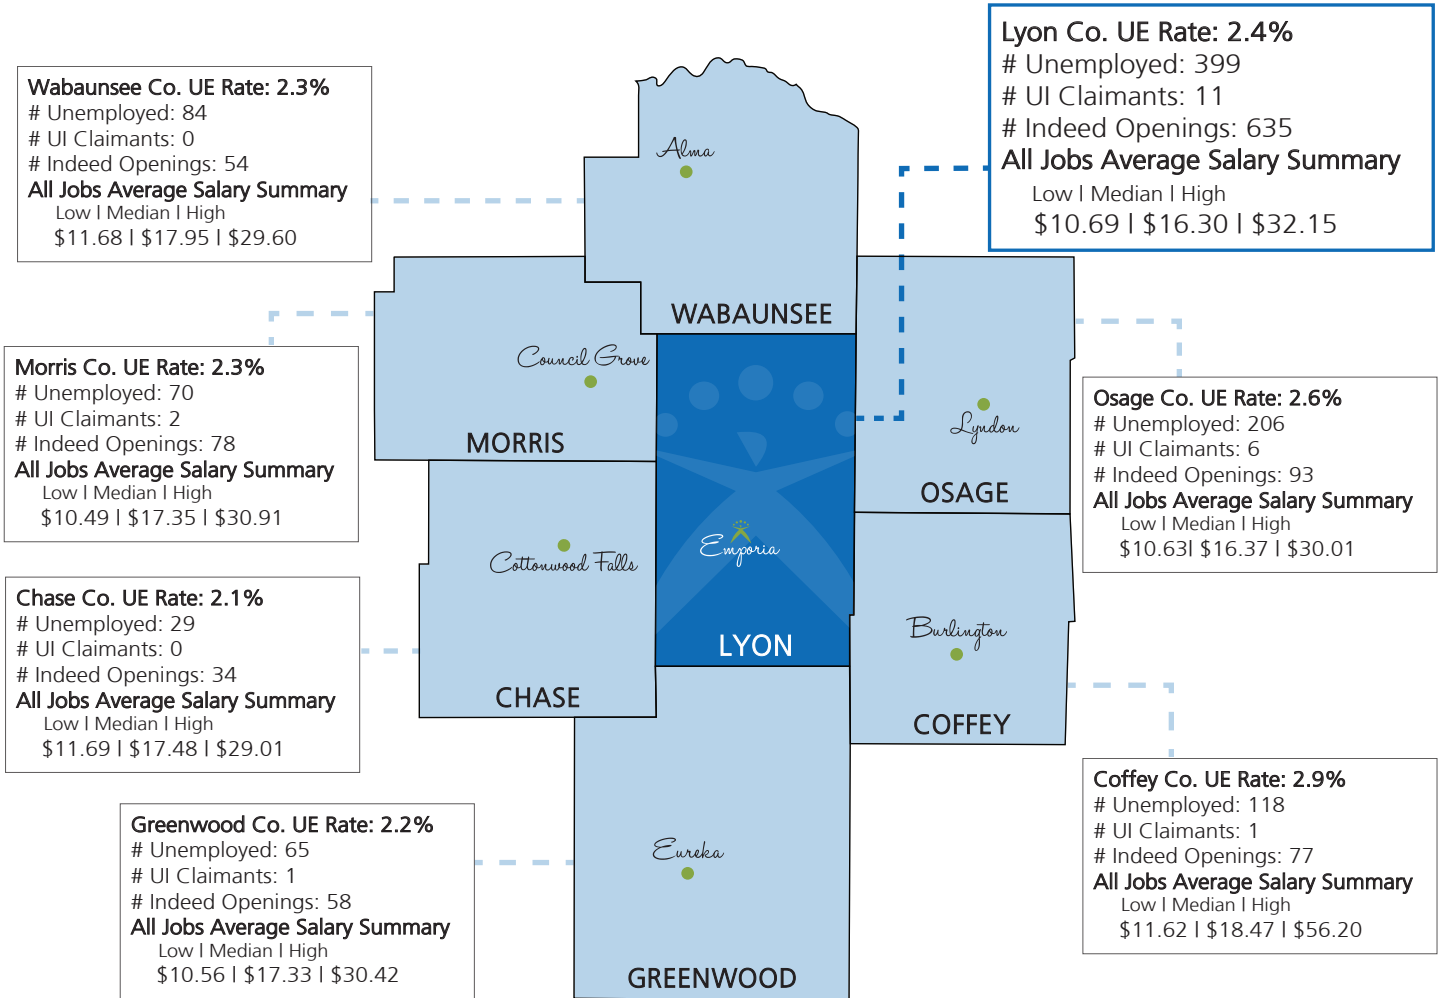 Lyon Co. UE Rate: 2.4%
# Unemployed: 399
# UI Claimants: 11
# Indeed Openings: 635
All Jobs Average Salary Summary
Low | Median | High
$10.69 | $16.30 | $32.15
Wabaunsee Co. UE Rate: 2.3%
# Unemployed: 84
# UI Claimants: 0
# Indeed Openings: 54
All Jobs Average Salary Summary
Low | Median | High
$11.68 | $17.95 | $29.60
Alma
WABAUNSEE
Morris Co. UE Rate: 2.3%
# Unemployed: 70
# UI Claimants: 2
# Indeed Openings: 78
All Jobs Average Salary Summary
Low | Median | High
$10.49 | $17.35 | $30.91
Council Grove
MORRIS
Lyndon
OSAGE
Osage Co. UE Rate: 2.6%
# Unemployed: 206
# UI Claimants: 6
# Indeed Openings: 93
All Jobs Average Salary Summary
Low | Median | High
$10.63| $16.37 | $30.01
Chase Co. UE Rate: 2.1%
# Unemployed: 29
# UI Claimants: 0
# Indeed Openings: 34
All Jobs Average Salary Summary
Low | Median | High
$11.69 | $17.48 | $29.01
Cottonwood Falls
CHASE
Emporia
LYON
Burlington
COFFEY
Coffey Co. UE Rate: 2.9%
# Unemployed: 118
# UI Claimants: 1
# Indeed Openings: 77
All Jobs Average Salary Summary
Low | Median | High
$11.62 | $18.47 | $56.20
Greenwood Co. UE Rate: 2.2%
# Unemployed: 65
# UI Claimants: 1
# Indeed Openings: 58
All Jobs Average Salary Summary
Low | Median | High
$10.56 | $17.33 | $30.42
Eureka
GREENWOOD